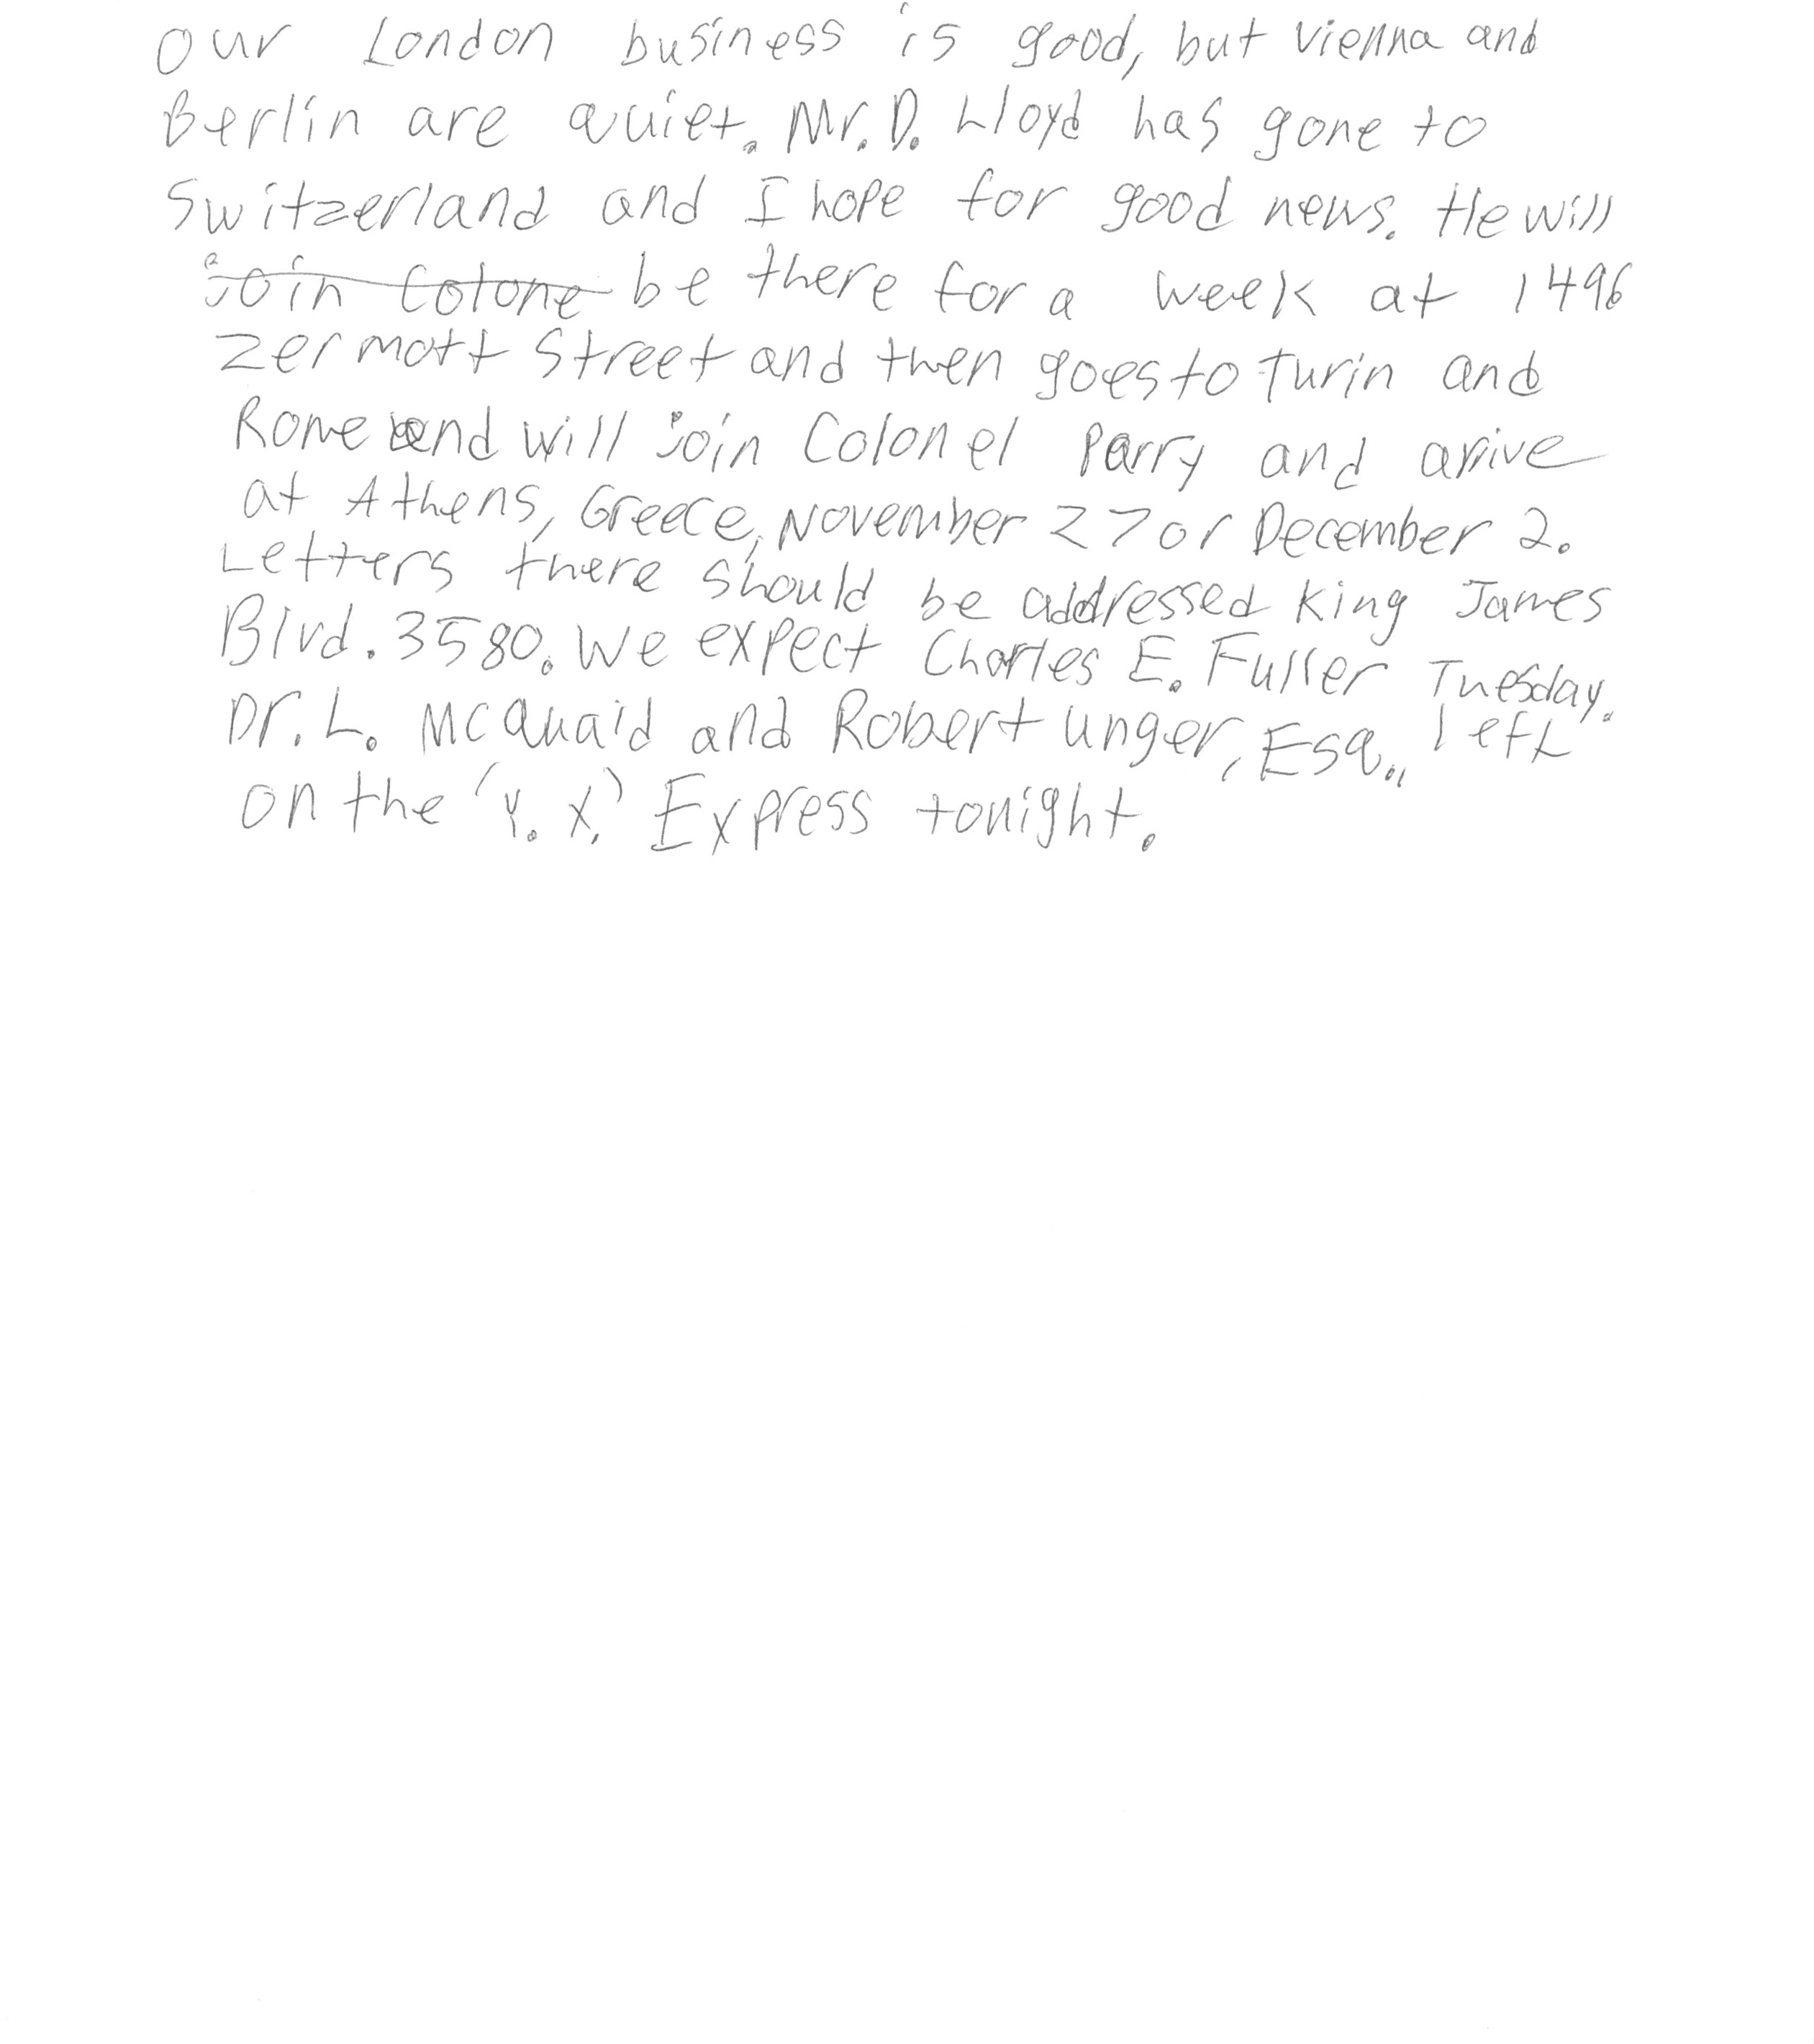 Our London business is good, but Vienna and
Berlin are quiet. Mr. D. Lloyd has gone to
Switzerland and I hope for good news. He will
join Colone be there for a week at 1496
Zermott Street and then goes to Turin and
Rome and will join Colonel Parry and arrive
at Athens, Greece, November 27 or December 2.
Letters there should be addressed King James
Blvd. 3580. We expect Charles E. Fuller Tuesday.
Dr. L. McQuaid and Robert Unger, Esq., left
on the 'Y. X.' Express tonight.